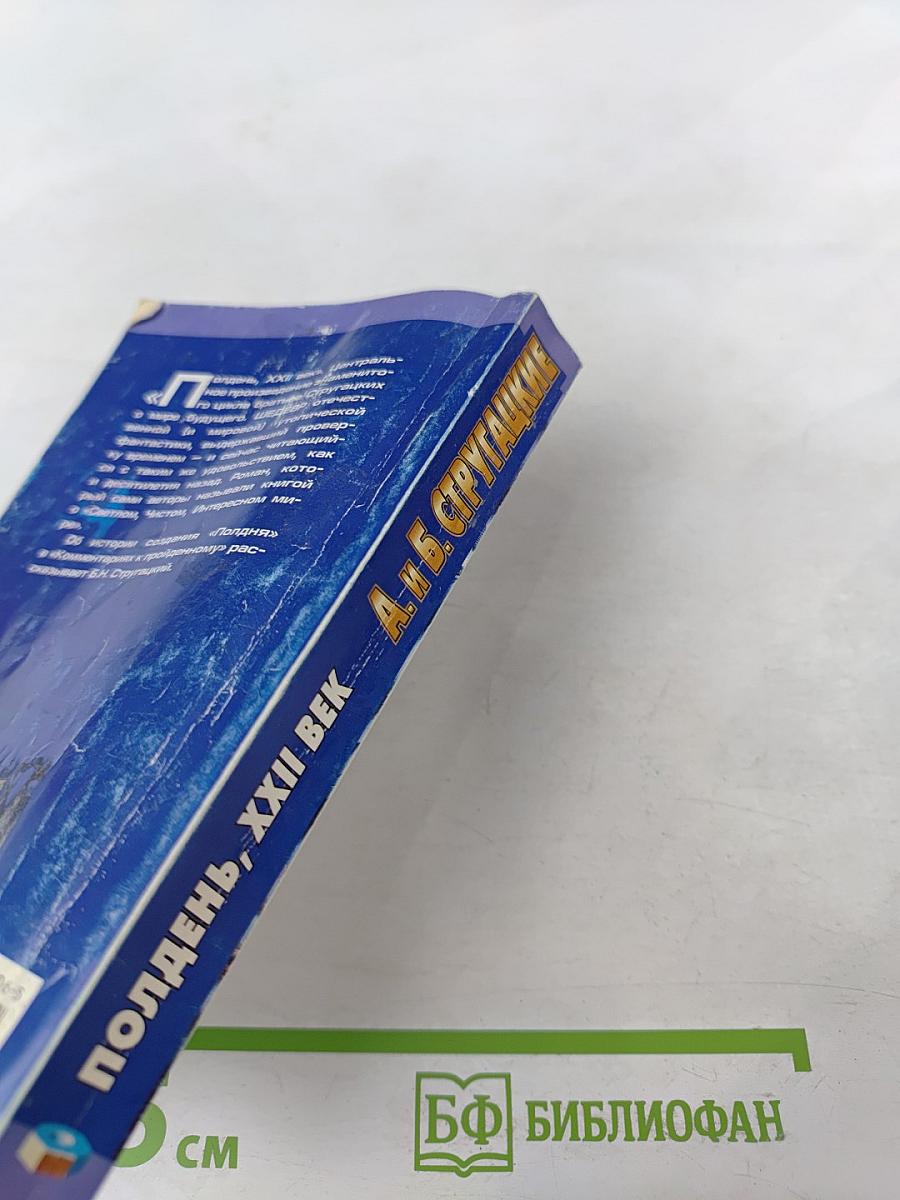 «Полдень, XXII век». Централь-
ное произведение знаменито-
го цикла братьев Стругацких
о мире будущего. ШЕДЕВР отечест-
венной (и мировой) утопической
фантастики, выдержавший провер-
ку временем — и сейчас читающий-
ся с таким же удовольствием, как
и десятилетия назад. Роман, кото-
рый сами авторы называли книгой
о «Светлом, Чистом, Интересном ми-
ре».
Об истории создания «Полдня»
в «Комментариях к пройденному» рас-
сказывает Б.Н. Стругацкий.
А. и Б. СТРУГАЦКИЕ
ПОЛДЕНЬ, XXII ВЕК
см
БФ БИБЛИОФАН